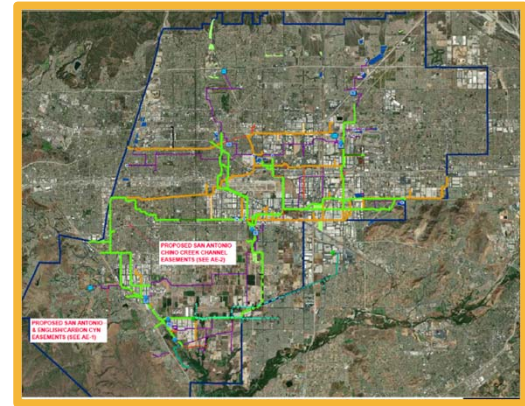 PROPOSED SAN ANTONIO
CHINO CREEK CHANNEL
EASEMENTS (SEE AE-2)
PROPOSED SAN ANTONIO
& ENGLISH/CARBON CYN
EASEMENTS (SEE AE-1)